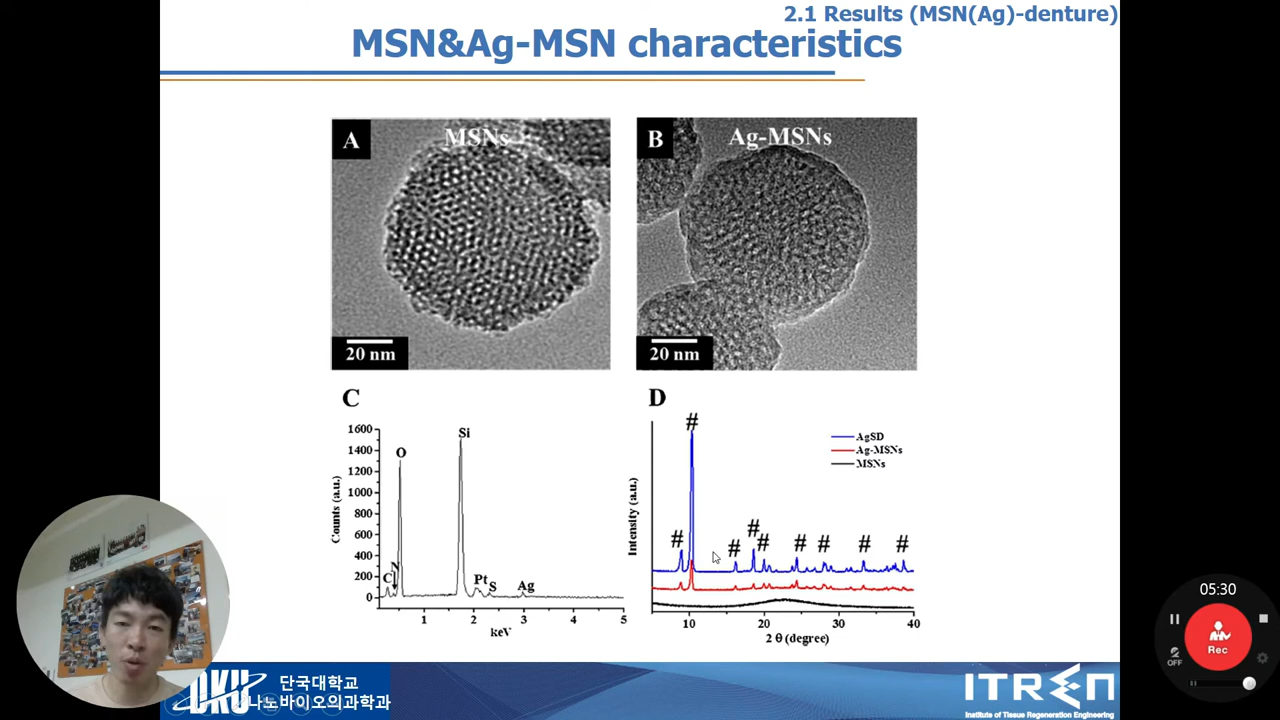 2.1 Results (MSN(Ag)-denture)
MSN&Ag-MSN characteristics
A
MSNs
20 nm
B
Ag-MSNs
20 nm
C
1600
1400
1200
1000
800
600
400
200
0
1
2
3
4
5
Counts (a.u.)
keV
C
N
O
Si
Pt
S
Ag
D
#
#
#
#
#
#
#
#
#
AgSD
Ag-MSNs
MSNs
Intensity (a.u.)
10
20
30
40
2 θ (degree)
05:30
Rec
OFF
DKU
단국대학교
나노바이오의과학과
ITREN
Institute of Tissue Regeneration Engineering